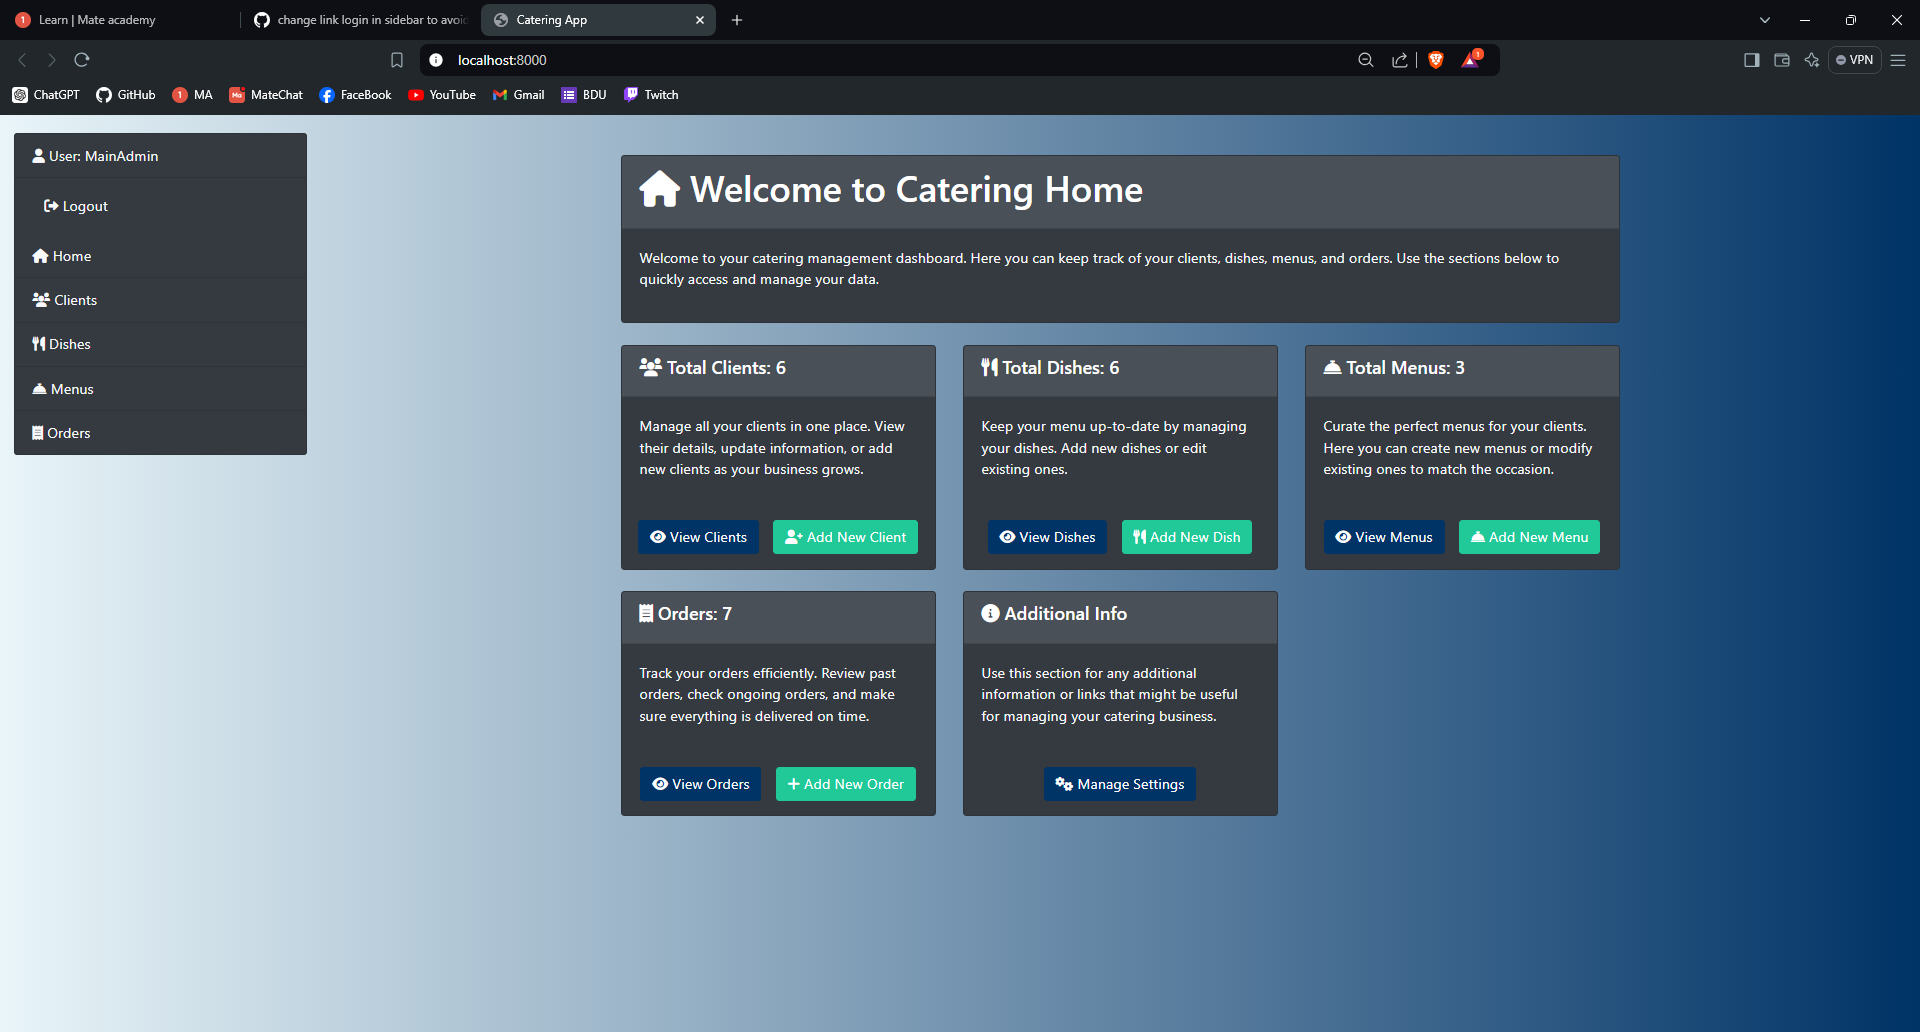 1 Learn | Mate academy
change link login in sidebar to avoid
Catering App
localhost:8000
1
VPN
ChatGPT
GitHub
1 MA
Ma MateChat
FaceBook
YouTube
Gmail
BDU
Twitch
User: MainAdmin
Logout
Home
Clients
Dishes
Menus
Orders
Welcome to Catering Home
Welcome to your catering management dashboard. Here you can keep track of your clients, dishes, menus, and orders. Use the sections below to
quickly access and manage your data.
Total Clients: 6
Manage all your clients in one place. View
their details, update information, or add
new clients as your business grows.
View Clients
Add New Client
Total Dishes: 6
Keep your menu up-to-date by managing
your dishes. Add new dishes or edit
existing ones.
View Dishes
Add New Dish
Total Menus: 3
Curate the perfect menus for your clients.
Here you can create new menus or modify
existing ones to match the occasion.
View Menus
Add New Menu
Orders: 7
Track your orders efficiently. Review past
orders, check ongoing orders, and make
sure everything is delivered on time.
View Orders
Add New Order
Additional Info
Use this section for any additional
information or links that might be useful
for managing your catering business.
Manage Settings